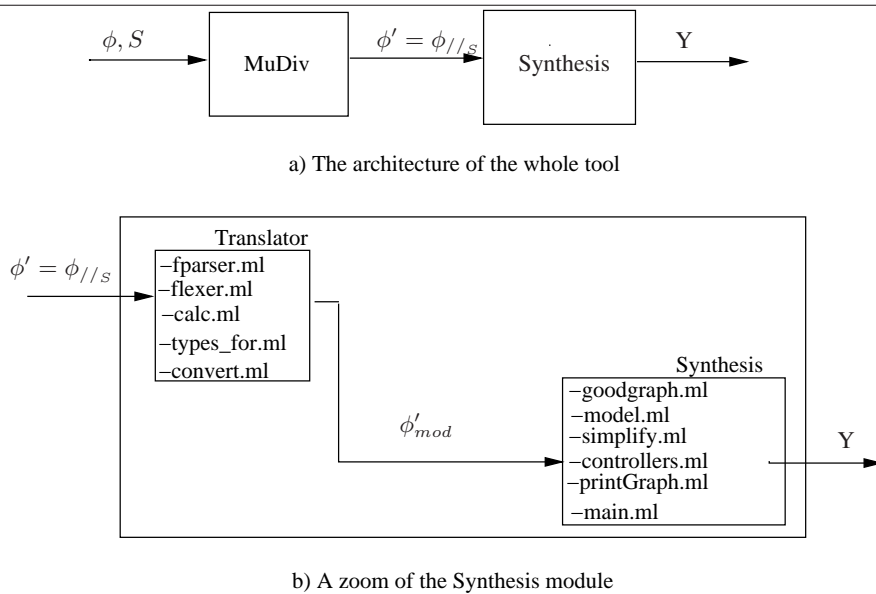 ϕ, S
MuDiv
ϕ′ = ϕ//S
Synthesis
Y
a) The architecture of the whole tool
ϕ′ = ϕ//S
Translator
−fparser.ml
−flexer.ml
−calc.ml
−types_for.ml
−convert.ml
ϕ′mod
Synthesis
−goodgraph.ml
−model.ml
−simplify.ml
−controllers.ml
−printGraph.ml
−main.ml
Y
b) A zoom of the Synthesis module